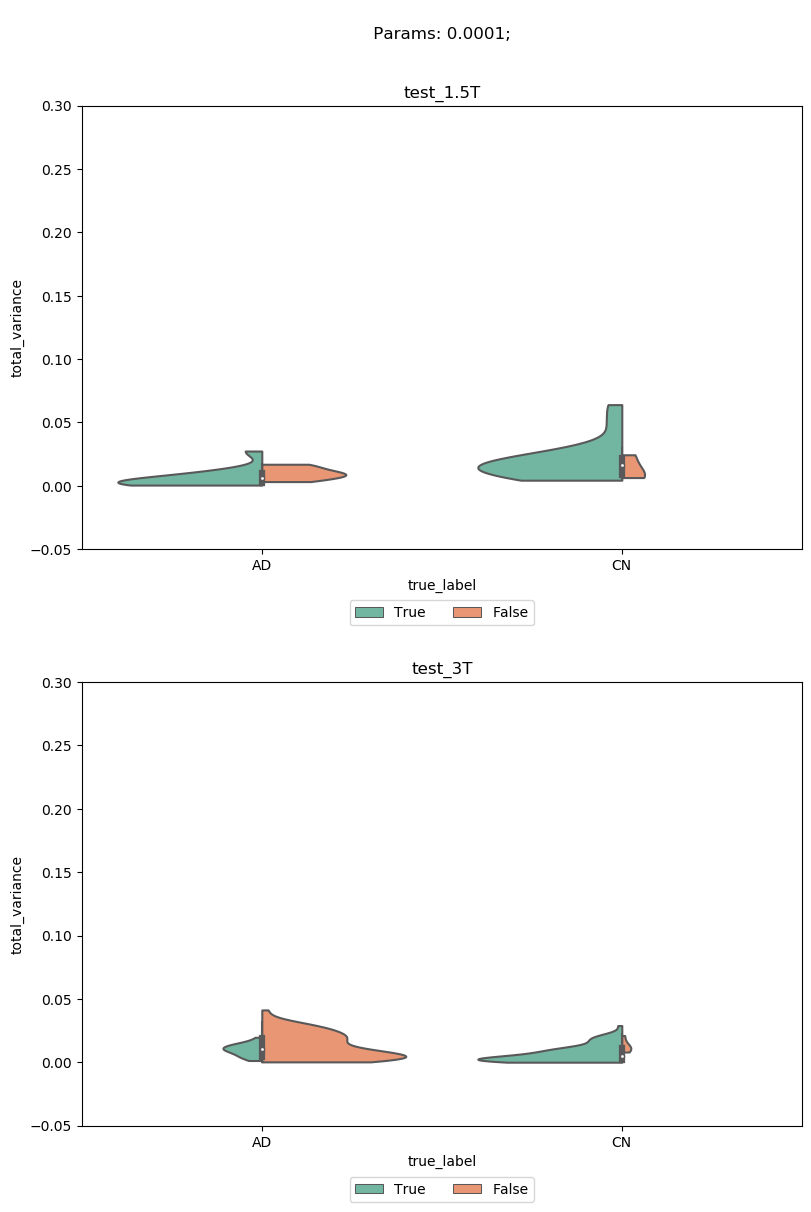 Params: 0.0001;
test_1.5T
0.30
0.25
0.20
0.15
0.10
0.05
0.00
−0.05
total_variance
AD CN
true_label
True False
test_3T
0.30
0.25
0.20
0.15
0.10
0.05
0.00
−0.05
total_variance
AD CN
true_label
True False